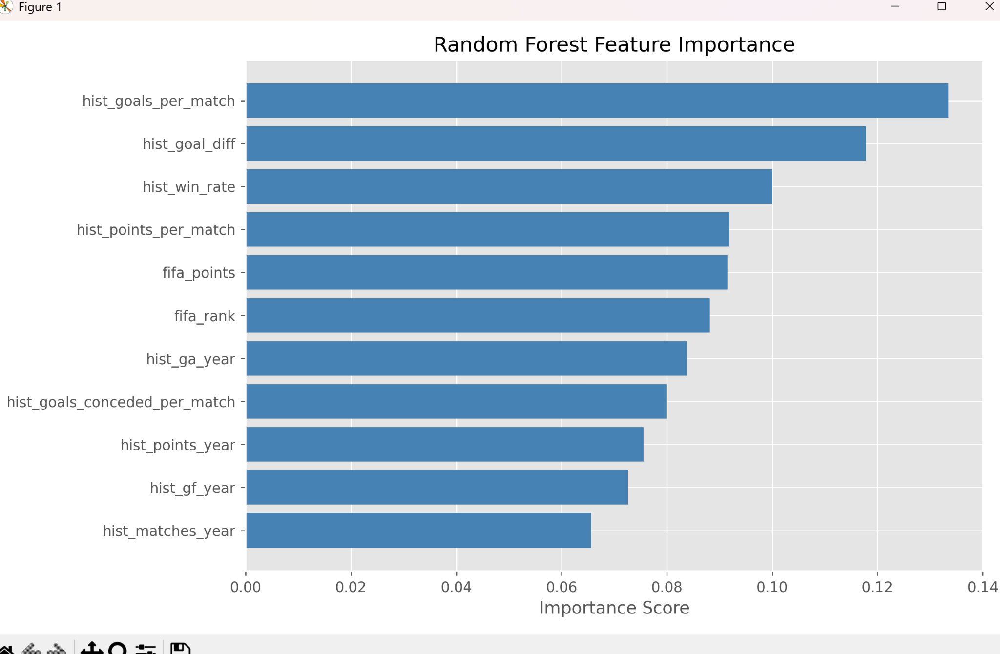 Figure 1
Random Forest Feature Importance
hist_goals_per_match
hist_goal_diff
hist_win_rate
hist_points_per_match
fifa_points
fifa_rank
hist_ga_year
hist_goals_conceded_per_match
hist_points_year
hist_gf_year
hist_matches_year
0.00 0.02 0.04 0.06 0.08 0.10 0.12 0.14
Importance Score